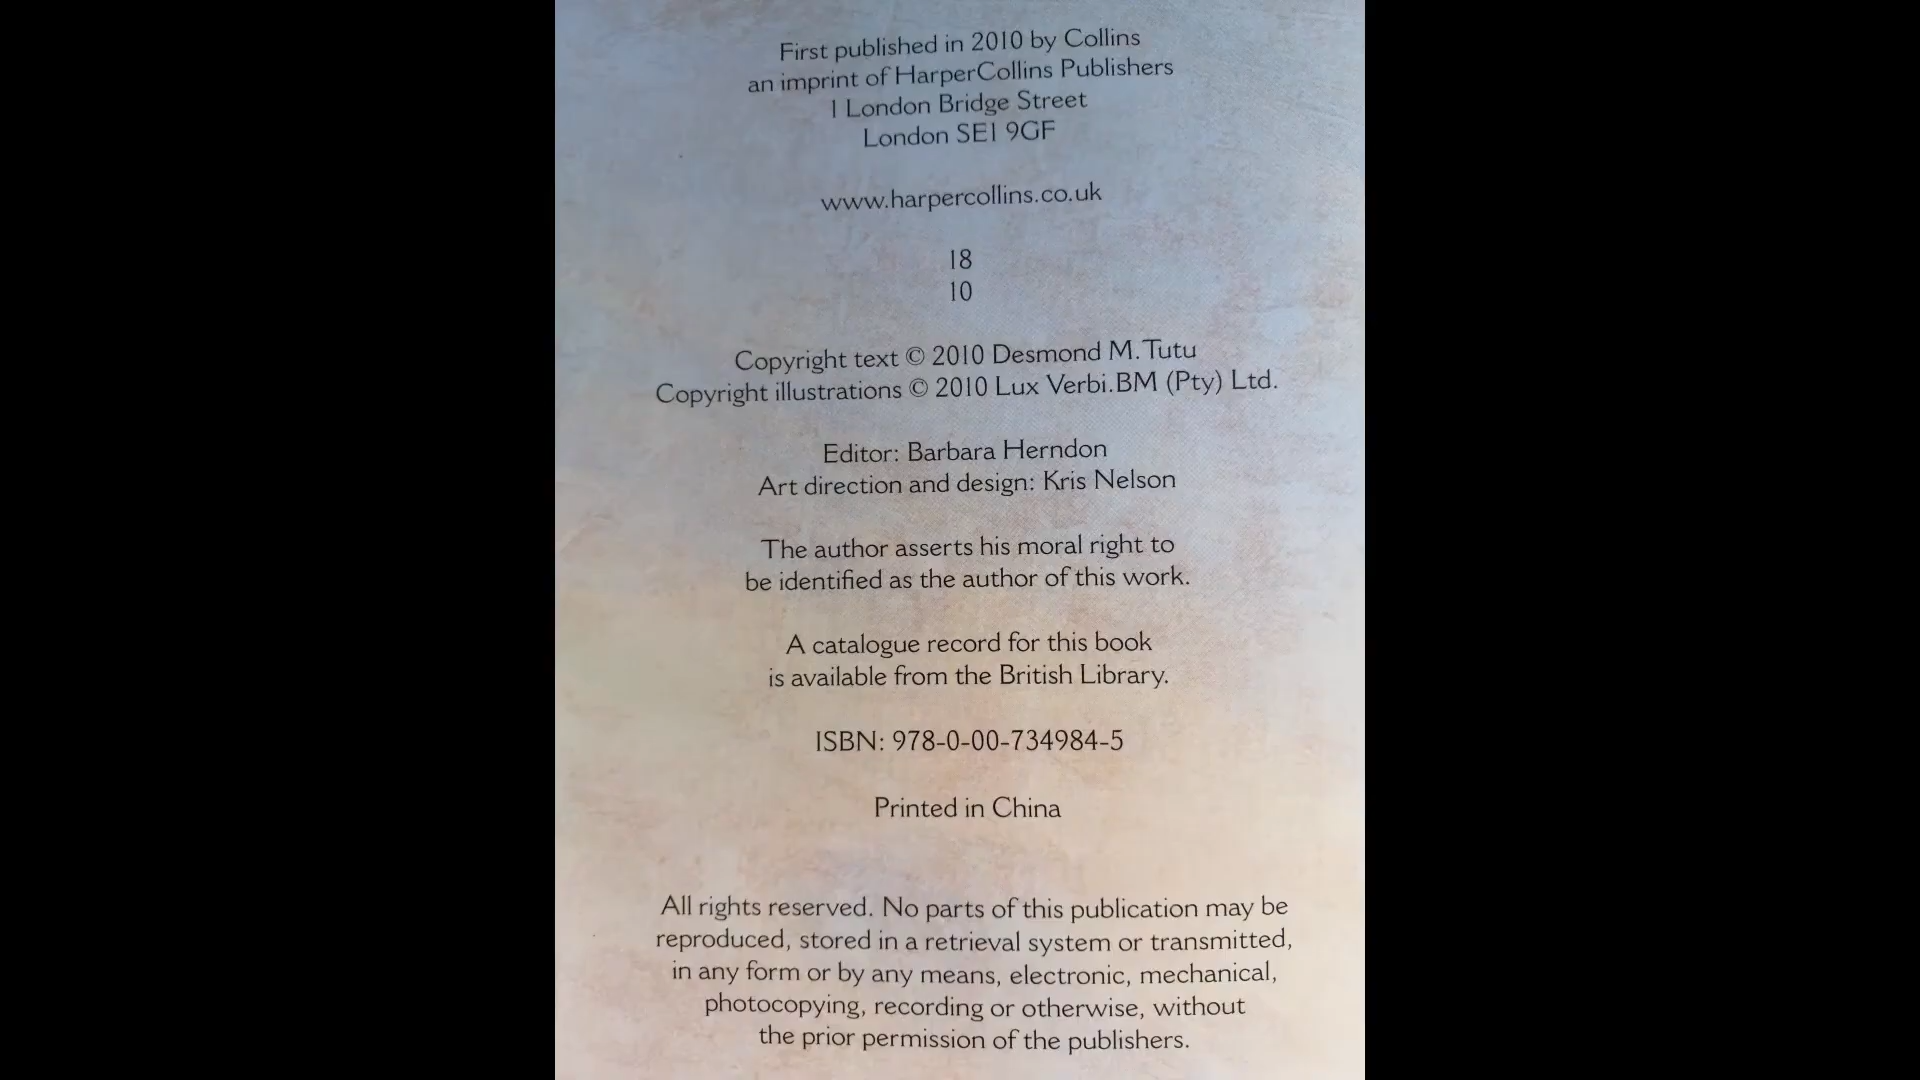 First published in 2010 by Collins
an imprint of HarperCollins Publishers
1 London Bridge Street
London SE1 9GF
www.harpercollins.co.uk
18
10
Copyright text © 2010 Desmond M. Tutu
Copyright illustrations © 2010 Lux Verbi.BM (Pty) Ltd.
Editor: Barbara Herndon
Art direction and design: Kris Nelson
The author asserts his moral right to
be identified as the author of this work.
A catalogue record for this book
is available from the British Library.
ISBN: 978-0-00-734984-5
Printed in China
All rights reserved. No parts of this publication may be
reproduced, stored in a retrieval system or transmitted,
in any form or by any means, electronic, mechanical,
photocopying, recording or otherwise, without
the prior permission of the publishers.